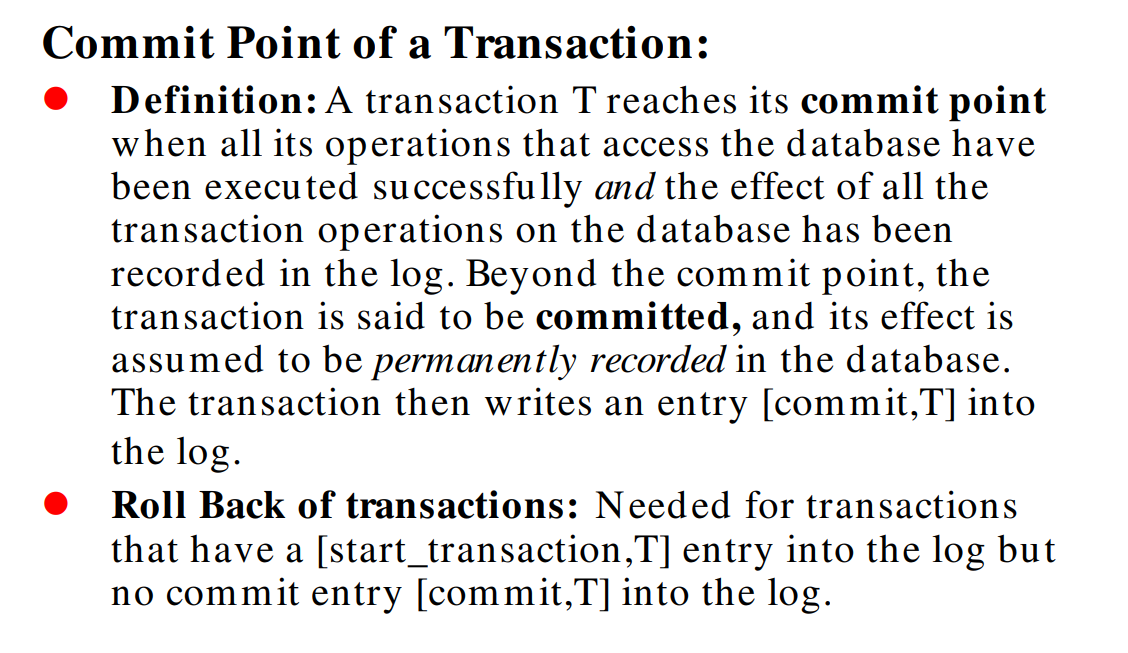 Commit Point of a Transaction:
Definition: A transaction T reaches its commit point
when all its operations that access the database have
been executed successfully and the effect of all the
transaction operations on the database has been
recorded in the log. Beyond the commit point, the
transaction is said to be committed, and its effect is
assumed to be permanently recorded in the database.
The transaction then writes an entry [commit,T] into
the log.
Roll Back of transactions: Needed for transactions
that have a [start_transaction,T] entry into the log but
no commit entry [commit,T] into the log.